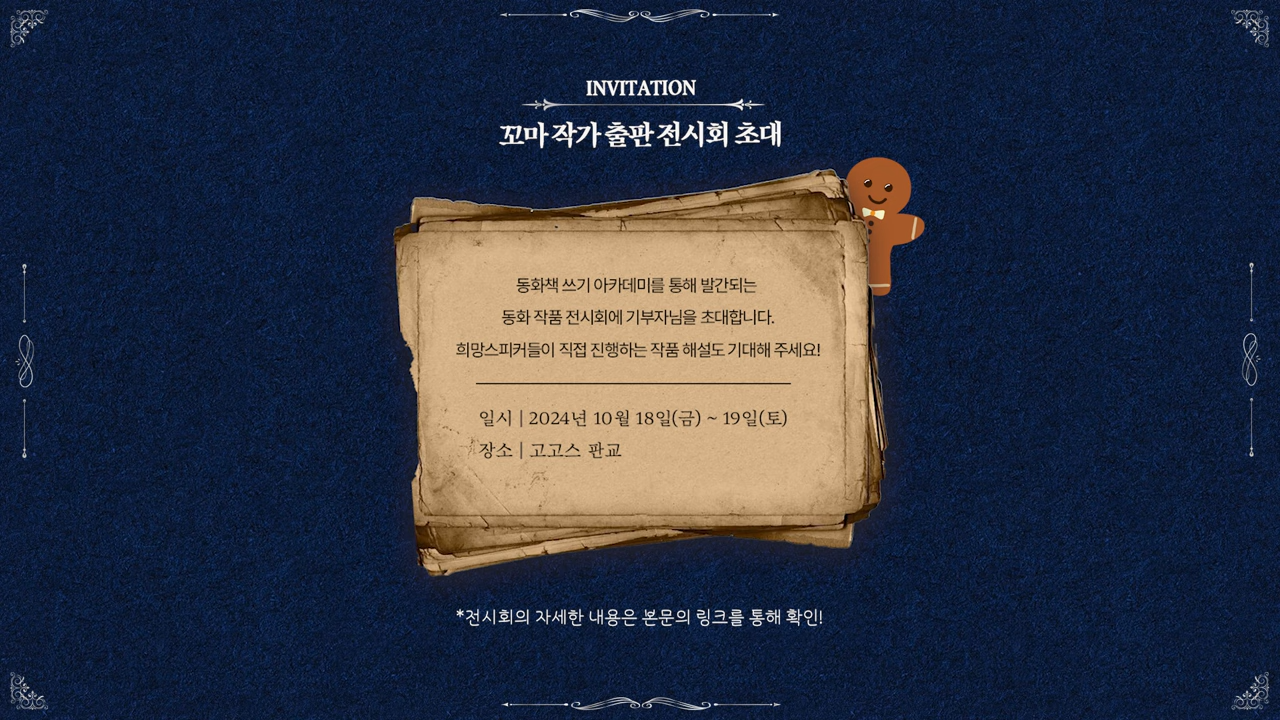 INVITATION
꼬마 작가 출판 전시회 초대
동화책 쓰기 아카데미를 통해 발간되는
동화 작품 전시회에 기부자님을 초대합니다.
희망스피커들이 직접 진행하는 작품 해설도 기대해 주세요!
일시 | 2024년 10월 18일(금) ~ 19일(토)
장소 | 고고스 판교
*전시회의 자세한 내용은 본문의 링크를 통해 확인!